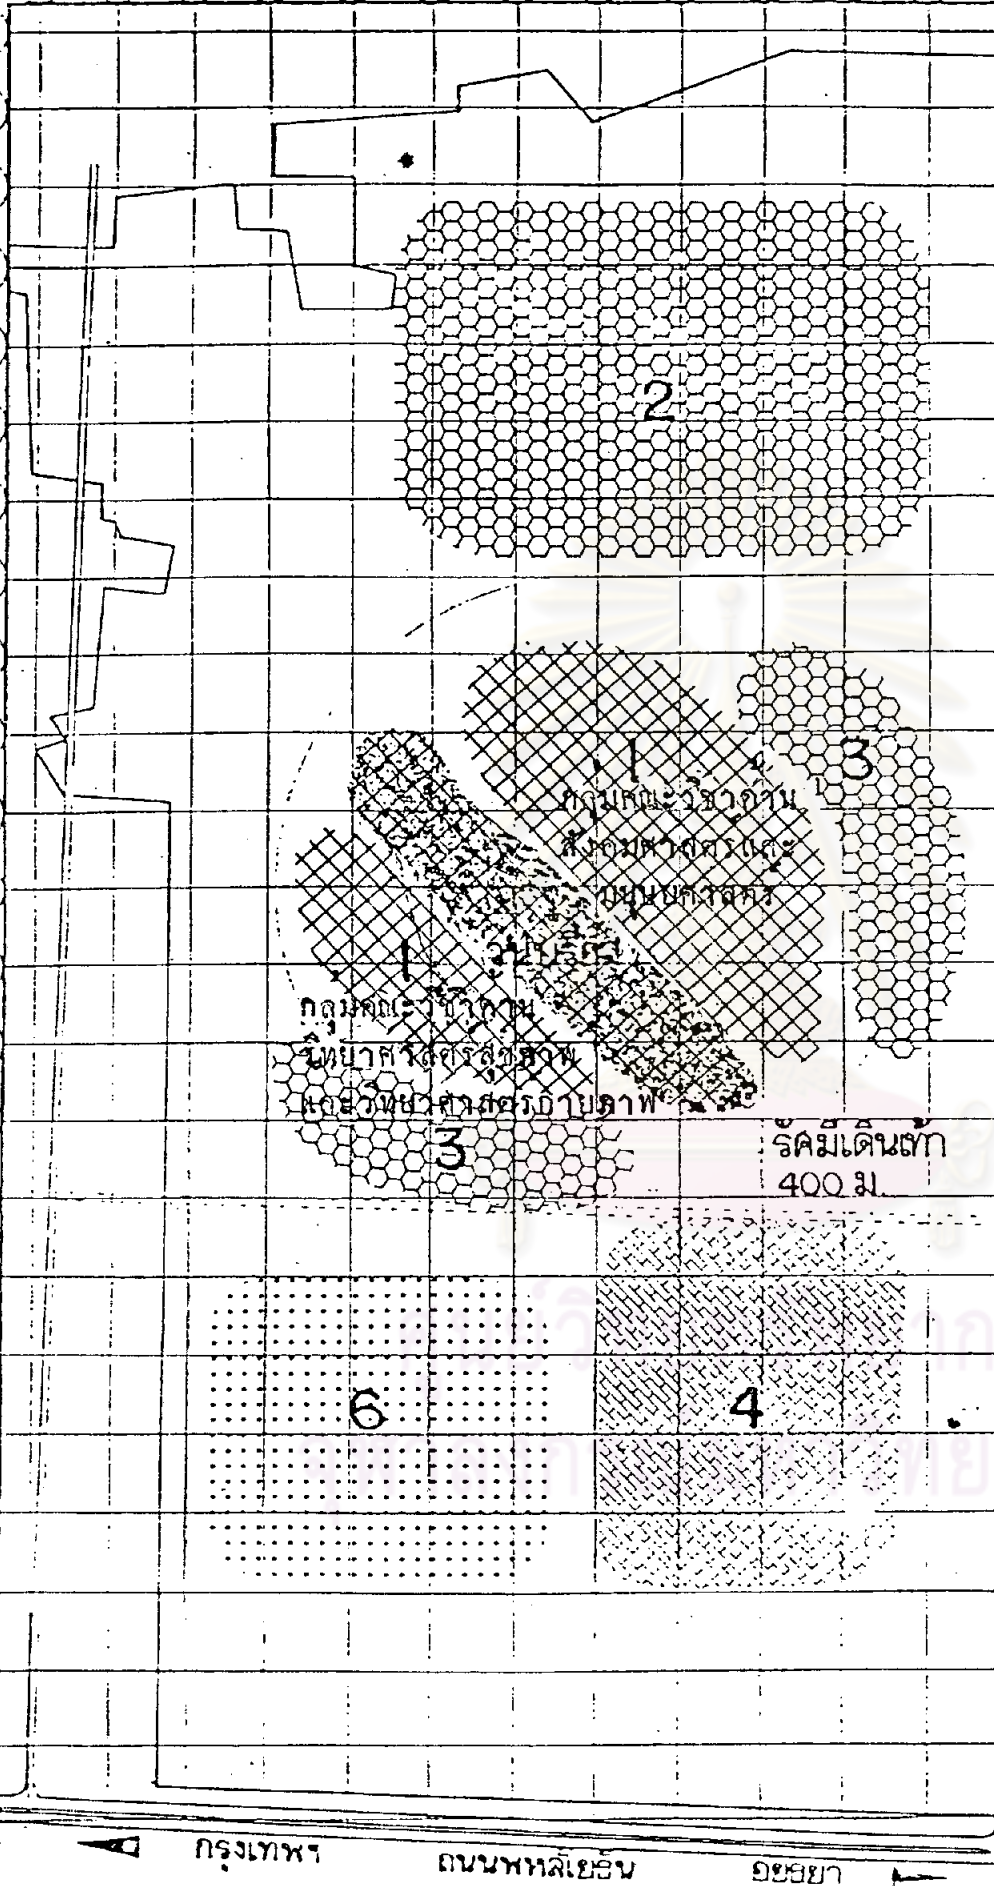 2
1
กลุ่มคณะวิชาด้าน
สังคมศาสตร์และ
มนุษยศาสตร์
3
1
กลุ่มคณะวิชาด้าน
วิทยาศาสตร์สุขภาพ
และวิทยาศาสตร์กายภาพ
3
รัศมีเดินเท้า
400 ม.
6
4
กรุงเทพฯ
ถนนพหลโยธิน
อยุธยา